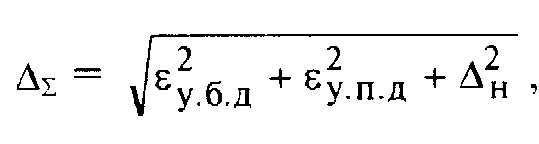 Δ_Σ = √(ε²_у.б.д + ε²_у.п.д + Δ²_н) ,